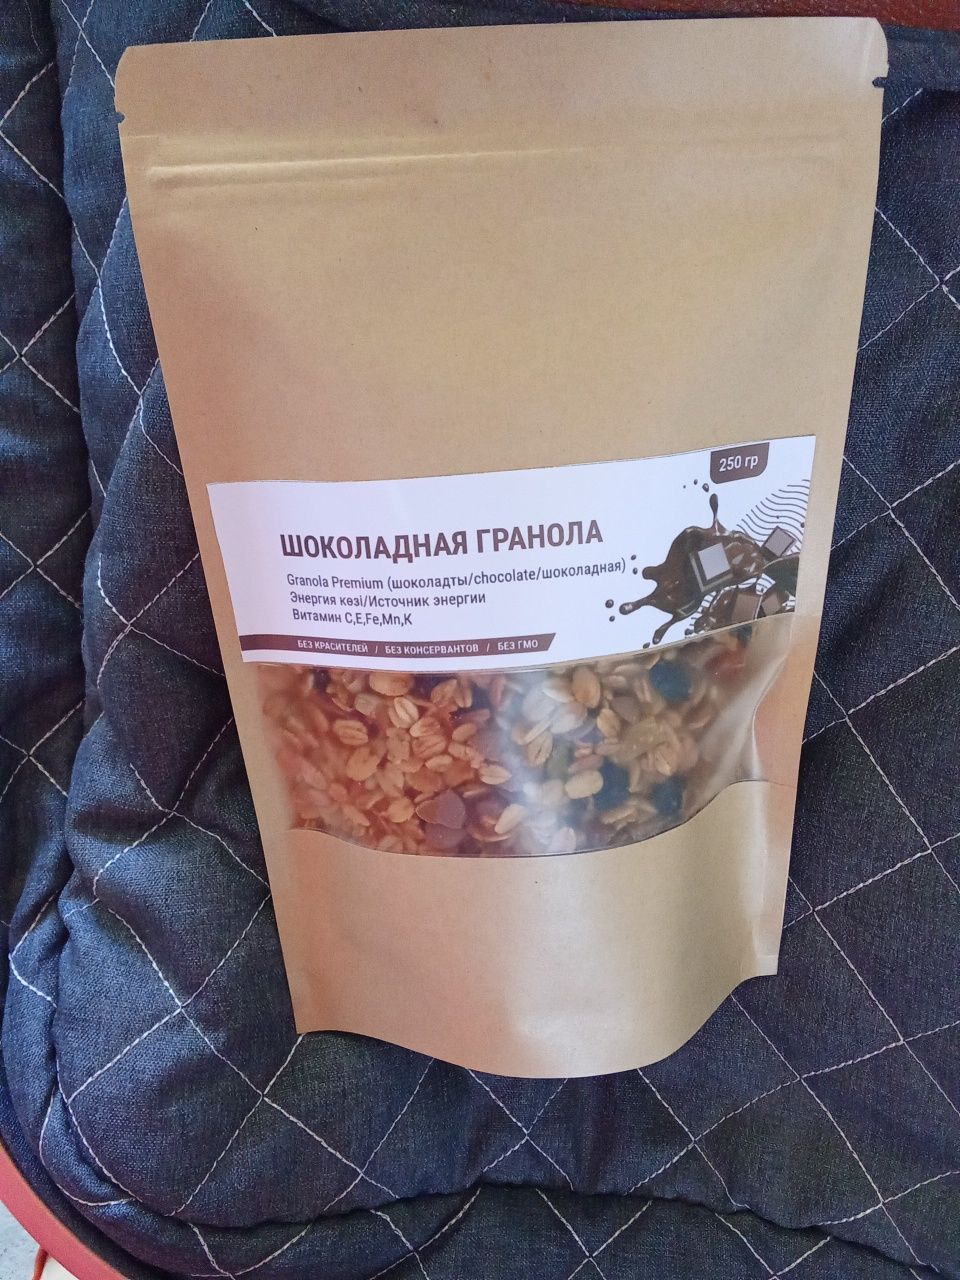 250 гр
ШОКОЛАДНАЯ ГРАНОЛА
Granola Premium (шоколадты/chocolate/шоколадная)
Энергия көзі/Источник энергии
Витамин C,E,Fe,Mn,K
БЕЗ КРАСИТЕЛЕЙ / БЕЗ КОНСЕРВАНТОВ / БЕЗ ГМО